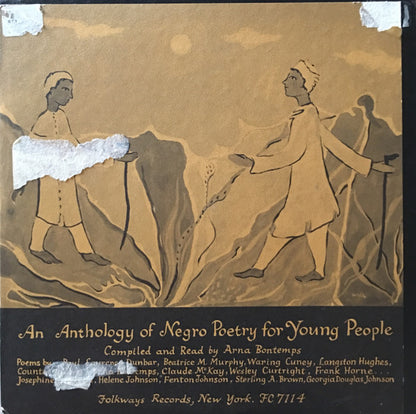 An Anthology of Negro Poetry for Young People
Compiled and Read by Arna Bontemps
Poems by Paul Laurence Dunbar, Beatrice M. Murphy, Waring Cuney, Langston Hughes,
Count Claude McKay, Wesley Curtright, Frank Horne...
Josephine Helene Johnson, Fenton Johnson, Sterling A. Brown, Georgia Douglas Johnson
Folkways Records, New York. FC 7114